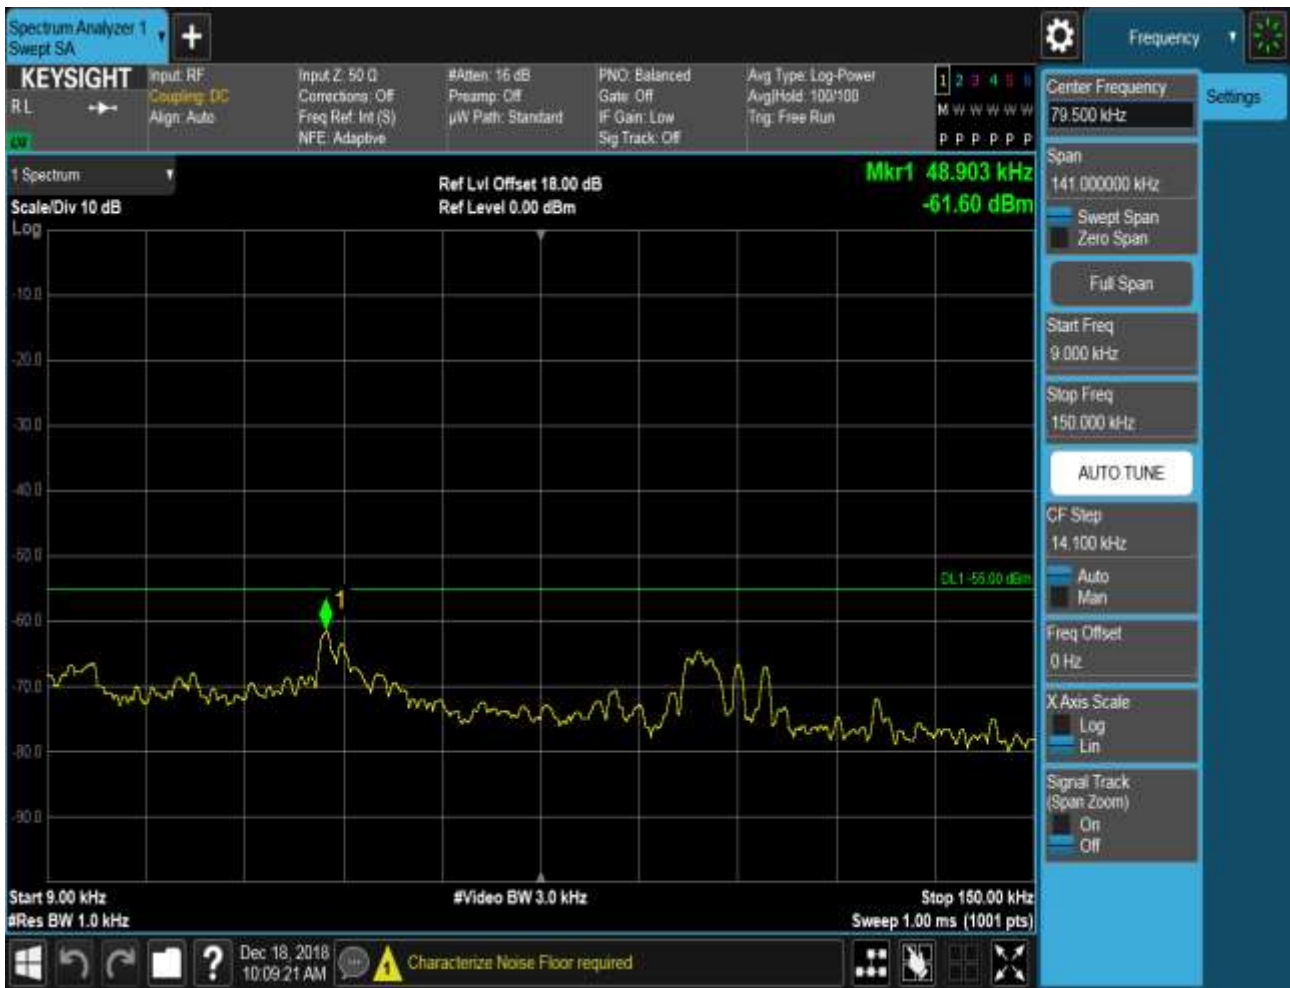 Spectrum Analyzer 1
Swept SA
Frequency
KEYSIGHT
R L
Input: RF
Coupling: DC
Align: Auto
Input Z: 50 Ω
Corrections: Off
Freq Ref: Int (S)
NFE: Adaptive
#Atten: 16 dB
Preamp: Off
µW Path: Standard
PNO: Balanced
Gate: Off
IF Gain: Low
Sig Track: Off
Avg Type: Log-Power
Avg|Hold: 100/100
Trig: Free Run
1 2 3 4 5 6
M W W W W W
P P P P P P
Center Frequency
79.500 kHz
Settings
Span
141.000000 kHz
Swept Span
Zero Span
Full Span
Start Freq
9.000 kHz
Stop Freq
150.000 kHz
AUTO TUNE
CF Step
14.100 kHz
Auto
Man
Freq Offset
0 Hz
X Axis Scale
Log
Lin
Signal Track
(Span Zoom)
On
Off
1 Spectrum
Scale/Div 10 dB
Log
Ref Lvl Offset 18.00 dB
Ref Level 0.00 dBm
Mkr1 48.903 kHz
-61.60 dBm
-10.0
-20.0
-30.0
-40.0
-50.0
DL1 -55.00 dBm
1
-60.0
-70.0
-80.0
-90.0
Start 9.00 kHz
#Video BW 3.0 kHz
Stop 150.00 kHz
#Res BW 1.0 kHz
Sweep 1.00 ms (1001 pts)
?
Dec 18, 2018
10:09:21 AM
1
Characterize Noise Floor required